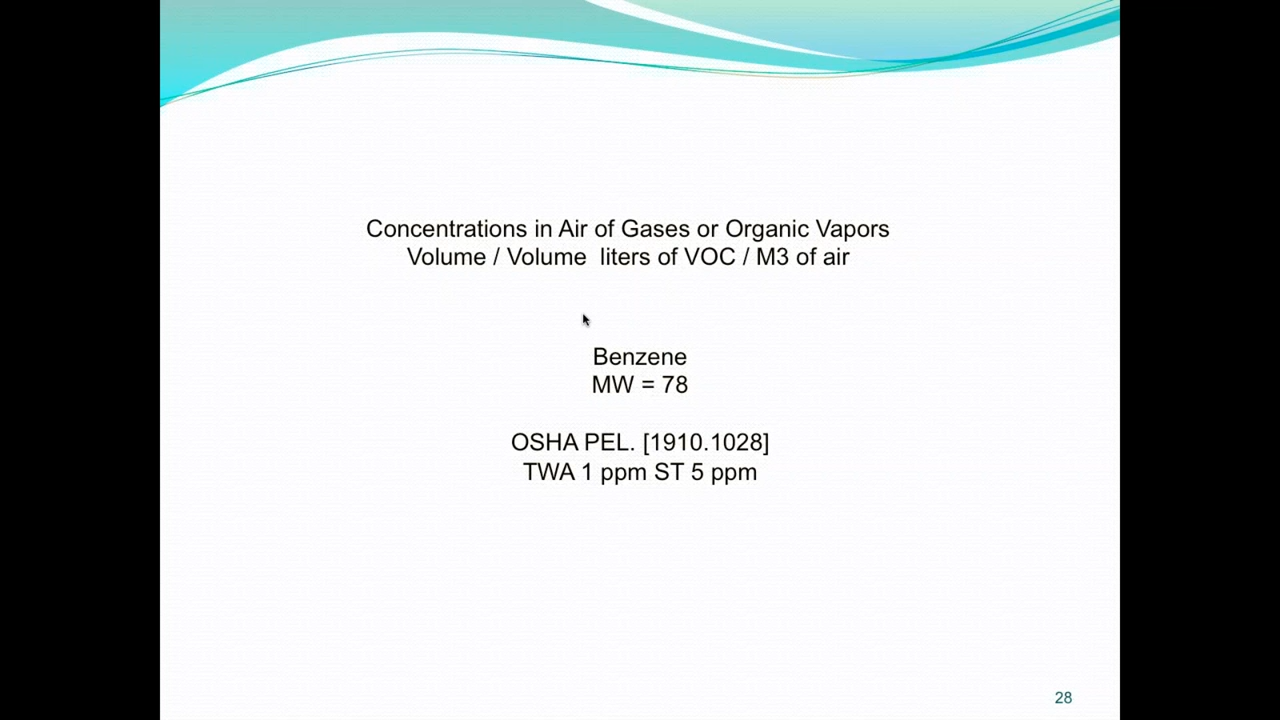 Concentrations in Air of Gases or Organic Vapors
Volume / Volume  liters of VOC / M3 of air
Benzene
MW = 78
OSHA PEL. [1910.1028]
TWA 1 ppm ST 5 ppm
28